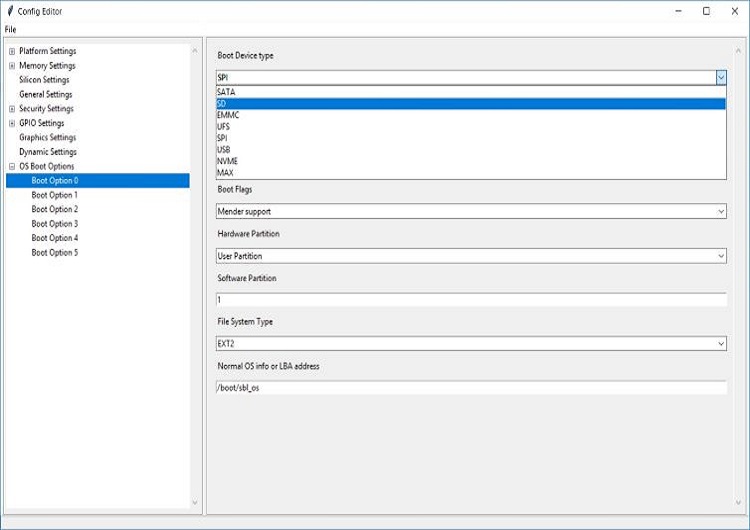 Config Editor
File
Platform Settings
Memory Settings
Silicon Settings
General Settings
Security Settings
GPIO Settings
Graphics Settings
Dynamic Settings
OS Boot Options
Boot Option 0
Boot Option 1
Boot Option 2
Boot Option 3
Boot Option 4
Boot Option 5
Boot Device type
SPI
SATA
SD
EMMC
UFS
SPI
USB
NVME
MAX
Boot Flags
Mender support
Hardware Partition
User Partition
Software Partition
1
File System Type
EXT2
Normal OS info or LBA address
/boot/sbl_os